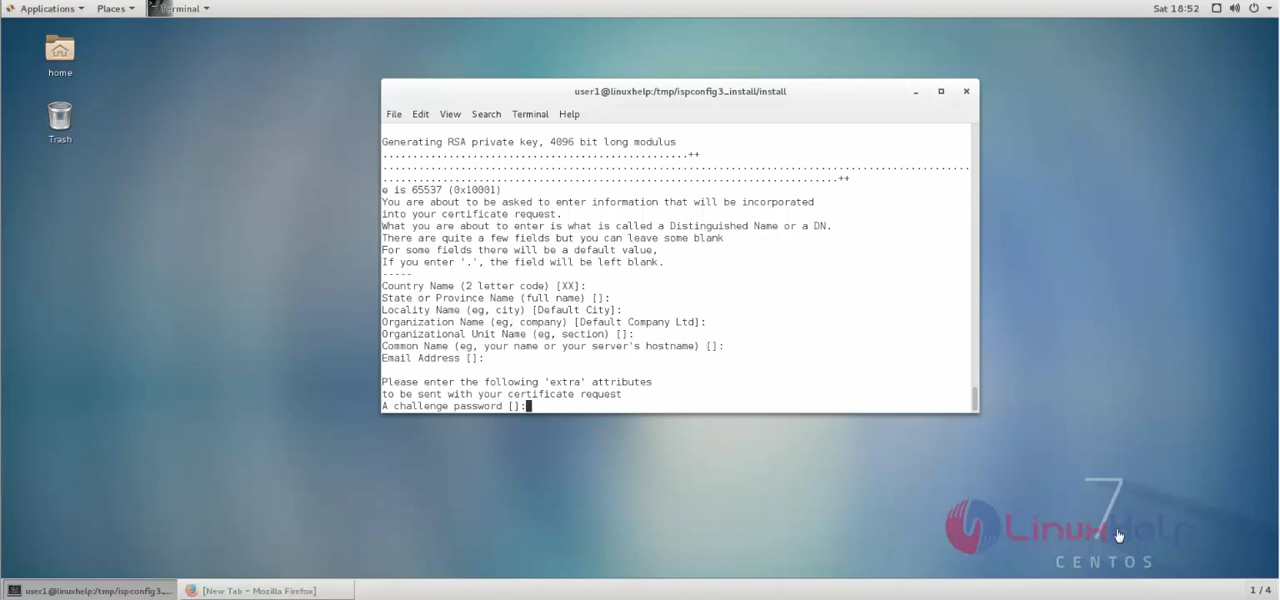 Applications Places Terminal Sat 18:52
home
Trash
user1@linuxhelp:/tmp/ispconfig3_install/install
File Edit View Search Terminal Help
Generating RSA private key, 4096 bit long modulus
...................................................++
..................................................................................................
............................................................................++
e is 65537 (0x10001)
You are about to be asked to enter information that will be incorporated
into your certificate request.
What you are about to enter is what is called a Distinguished Name or a DN.
There are quite a few fields but you can leave some blank
For some fields there will be a default value,
If you enter '.', the field will be left blank.
-----
Country Name (2 letter code) [XX]:
State or Province Name (full name) []:
Locality Name (eg, city) [Default City]:
Organization Name (eg, company) [Default Company Ltd]:
Organizational Unit Name (eg, section) []:
Common Name (eg, your name or your server's hostname) []:
Email Address []:
Please enter the following 'extra' attributes
to be sent with your certificate request
A challenge password []:
7
LinuxHelp
CENTOS
user1@linuxhelp:/tmp/ispconfig3_... [New Tab - Mozilla Firefox] 1 / 4